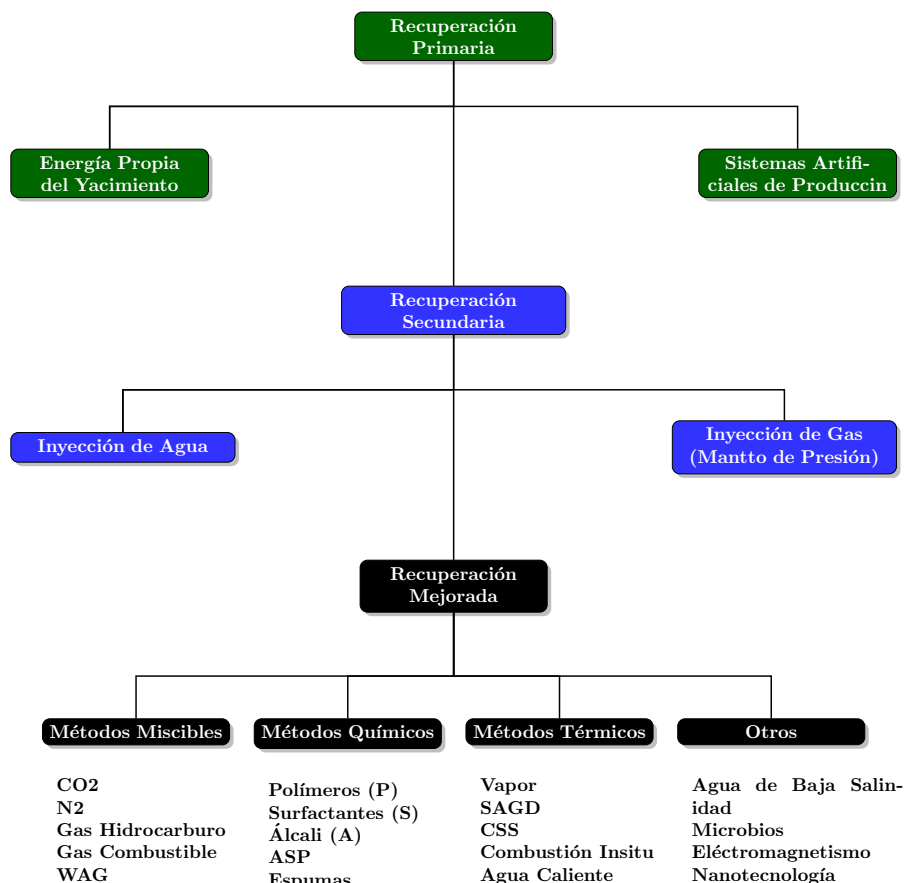 Recuperación
Primaria
Energía Propia
del Yacimiento
Sistemas Artifi-
ciales de Produccin
Recuperación
Secundaria
Inyección de Agua
Inyección de Gas
(Mantto de Presión)
Recuperación
Mejorada
Métodos Miscibles
Métodos Químicos
Métodos Térmicos
Otros
CO2
N2
Gas Hidrocarburo
Gas Combustible
WAG
Polímeros (P)
Surfactantes (S)
Álcali (A)
ASP
Espumas
Vapor
SAGD
CSS
Combustión Insitu
Agua Caliente
Agua de Baja Salin-
idad
Microbios
Eléctromagnetismo
Nanotecnología